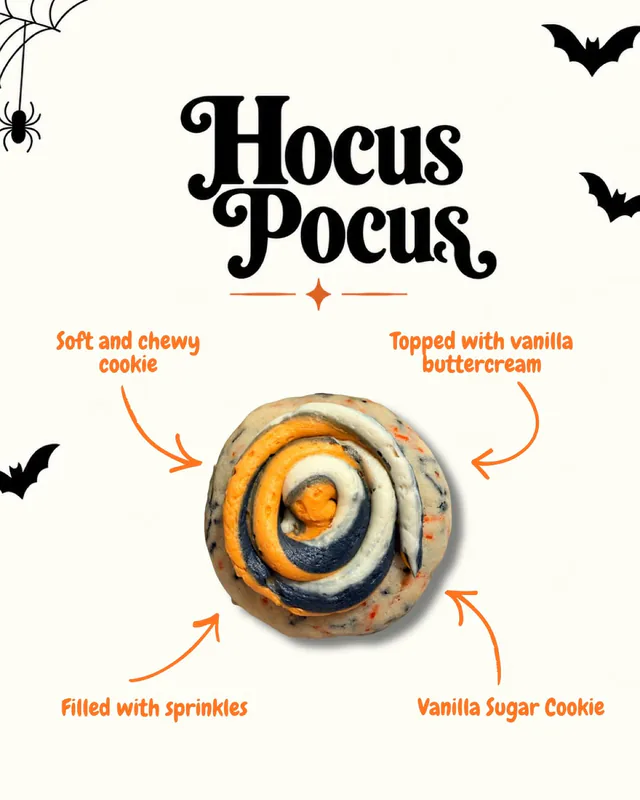 Hocus
Pocus
Soft and chewy
cookie
Topped with vanilla
buttercream
Filled with sprinkles
Vanilla Sugar Cookie